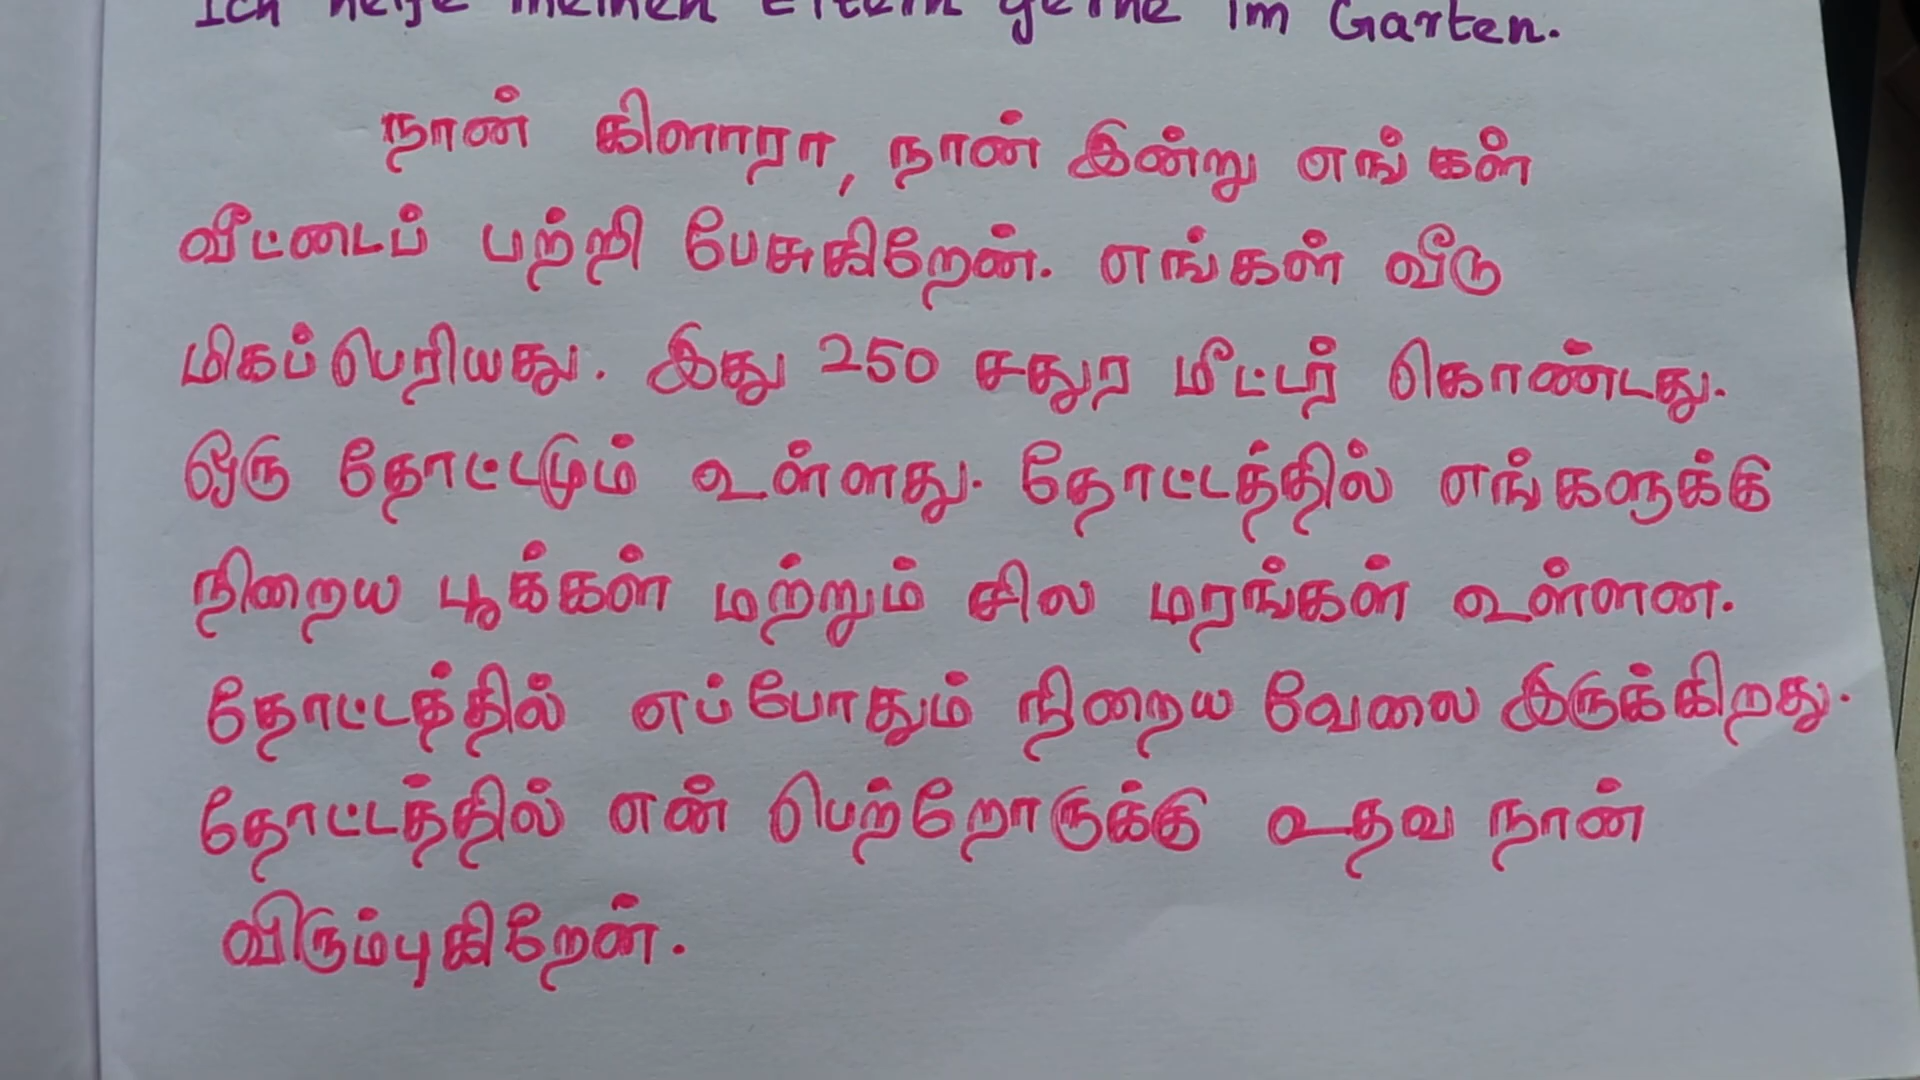 Ich helfe meinen Eltern gerne im Garten.
நான் கிளாரா, நான் இன்று எங்கள்
வீட்டைப் பற்றி பேசுகிறேன். எங்கள் வீடு
மிகப்பெரியது. இது 250 சதுர மீட்டர் கொண்டது.
ஒரு தோட்டமும் உள்ளது. தோட்டத்தில் எங்களுக்கு
நிறைய பூக்கள் மற்றும் சில மரங்கள் உள்ளன.
தோட்டத்தில் எப்போதும் நிறைய வேலை இருக்கிறது.
தோட்டத்தில் என் பெற்றோருக்கு உதவ நான்
விரும்புகிறேன்.